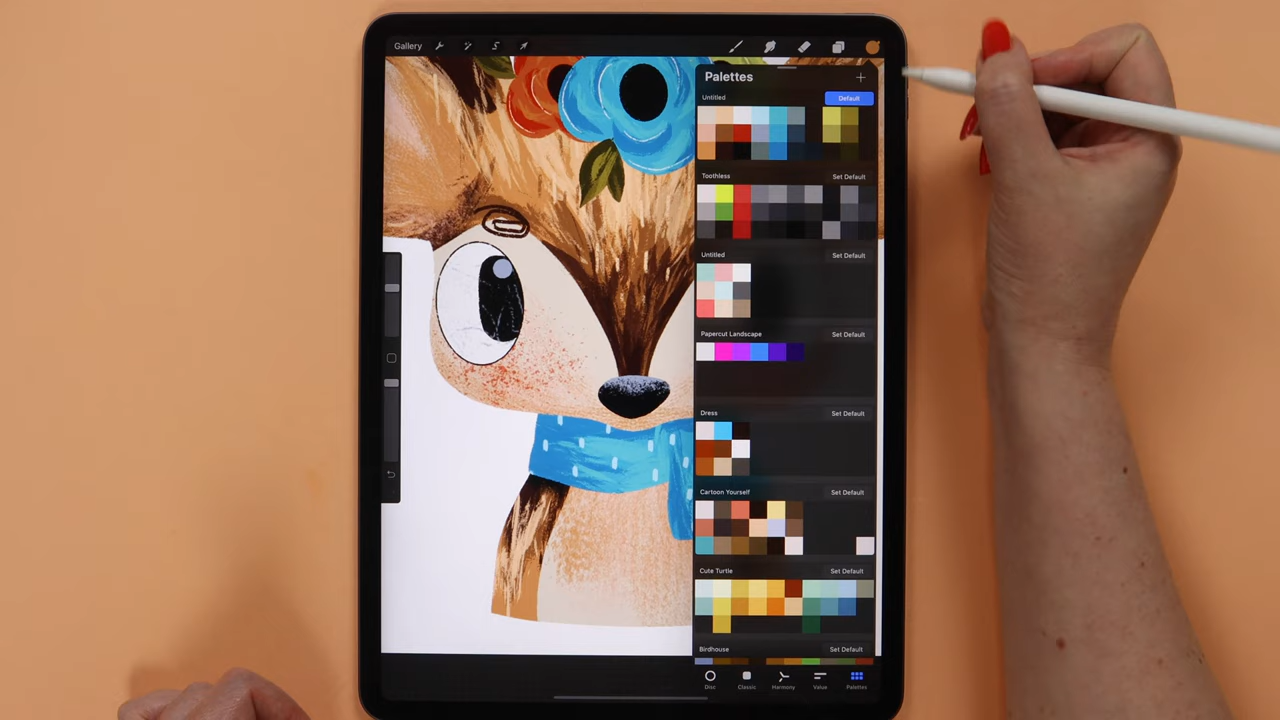 Gallery
Palettes
Untitled
Default
Toothless
Set Default
Untitled
Set Default
Papercut Landscape
Set Default
Dress
Set Default
Cartoon Yourself
Set Default
Cute Turtle
Set Default
Birdhouse
Set Default
Disc
Classic
Harmony
Value
Palettes